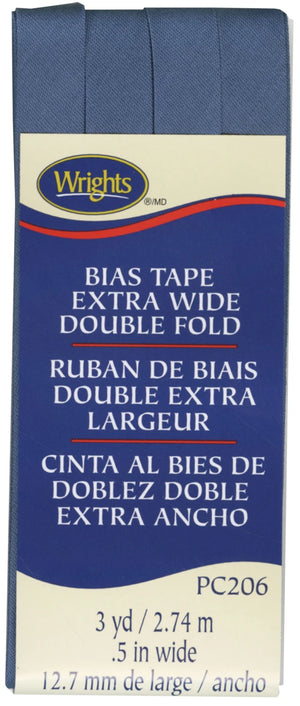 Wrights
®/MD
BIAS TAPE
EXTRA WIDE
DOUBLE FOLD
RUBAN DE BIAIS
DOUBLE EXTRA
LARGEUR
CINTA AL BIES DE
DOBLEZ DOBLE
EXTRA ANCHO
PC206
3 yd / 2.74 m
.5 in wide
12.7 mm de large / ancho